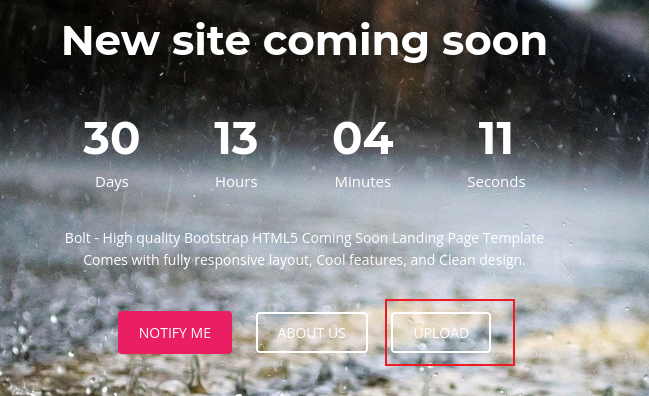 New site coming soon
30 13 04 11
Days Hours Minutes Seconds
Bolt - High quality Bootstrap HTML5 Coming Soon Landing Page Template
Comes with fully responsive layout, Cool features, and Clean design.
NOTIFY ME ABOUT US UPLOAD